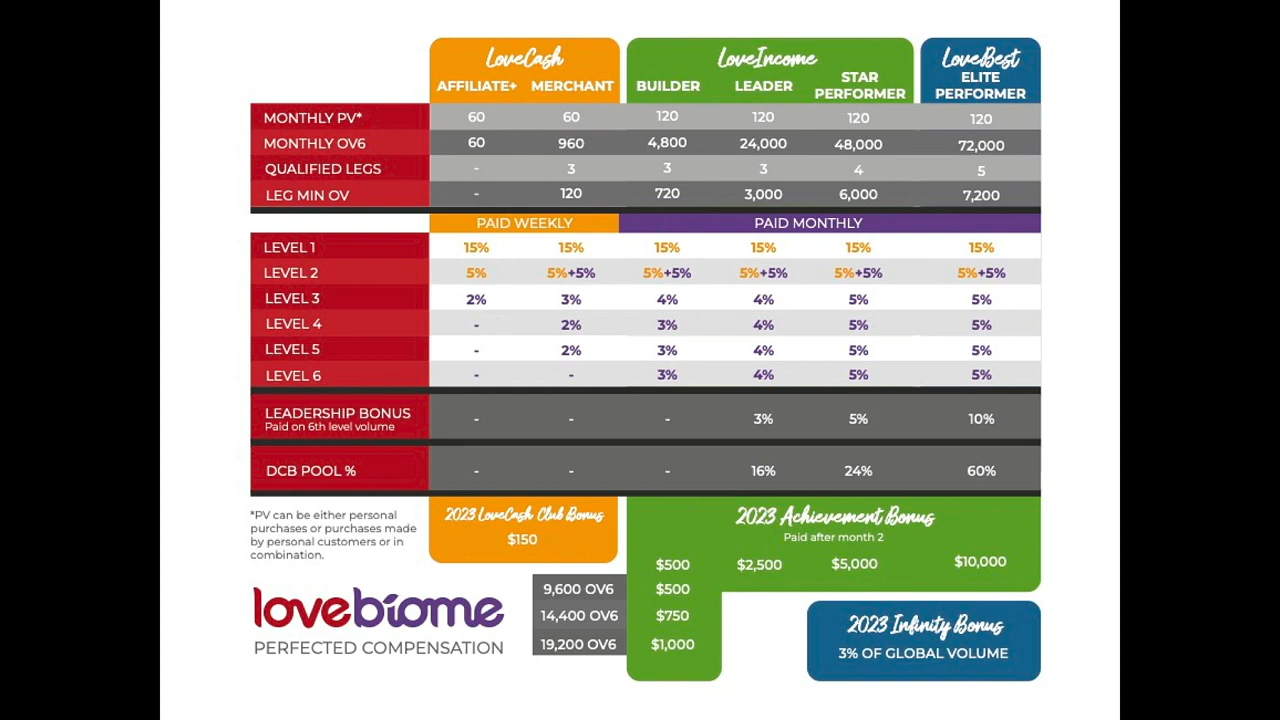 LoveCash LoveIncome LoveBest
AFFILIATE+ MERCHANT BUILDER LEADER STAR PERFORMER ELITE PERFORMER
MONTHLY PV* 60 60 120 120 120 120
MONTHLY OV6 60 960 4,800 24,000 48,000 72,000
QUALIFIED LEGS - 3 3 3 4 5
LEG MIN OV - 120 720 3,000 6,000 7,200
PAID WEEKLY PAID MONTHLY
LEVEL 1 15% 15% 15% 15% 15% 15%
LEVEL 2 5% 5%+5% 5%+5% 5%+5% 5%+5% 5%+5%
LEVEL 3 2% 3% 4% 4% 5% 5%
LEVEL 4 - 2% 3% 4% 5% 5%
LEVEL 5 - 2% 3% 4% 5% 5%
LEVEL 6 - - 3% 4% 5% 5%
LEADERSHIP BONUS - - - 3% 5% 10%
Paid on 6th level volume
DCB POOL % - - - 16% 24% 60%
*PV can be either personal
purchases or purchases made
by personal customers or in
combination.
2023 LoveCash Club Bonus
$150
2023 Achievement Bonus
Paid after month 2
$500 $2,500 $5,000 $10,000
9,600 OV6 $500
14,400 OV6 $750
19,200 OV6 $1,000
lovebiome
PERFECTED COMPENSATION
2023 Infinity Bonus
3% OF GLOBAL VOLUME